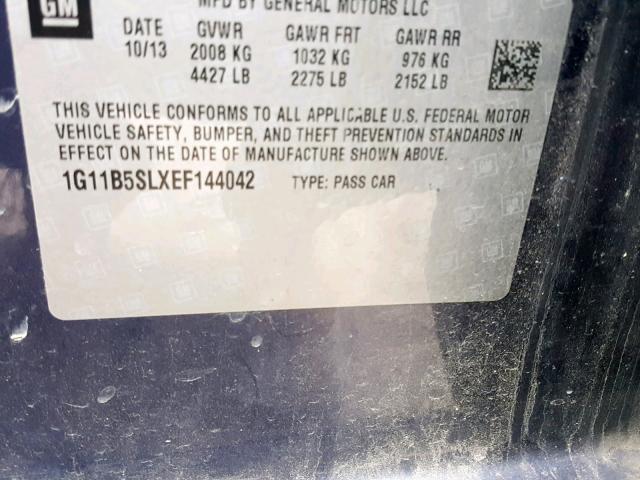 GM
MFD BY GENERAL MOTORS LLC
DATE GVWR GAWR FRT GAWR RR
10/13 2008 KG 1032 KG 976 KG
4427 LB 2275 LB 2152 LB
THIS VEHICLE CONFORMS TO ALL APPLICABLE U.S. FEDERAL MOTOR
VEHICLE SAFETY, BUMPER, AND THEFT PREVENTION STANDARDS IN
EFFECT ON THE DATE OF MANUFACTURE SHOWN ABOVE.
1G11B5SLXEF144042 TYPE: PASS CAR